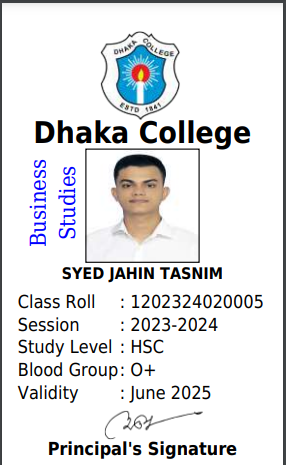 DHAKA COLLEGE
ESTD 1841
Dhaka College
Business
Studies
SYED JAHIN TASNIM
Class Roll : 1202324020005
Session : 2023-2024
Study Level : HSC
Blood Group: O+
Validity : June 2025
Principal's Signature